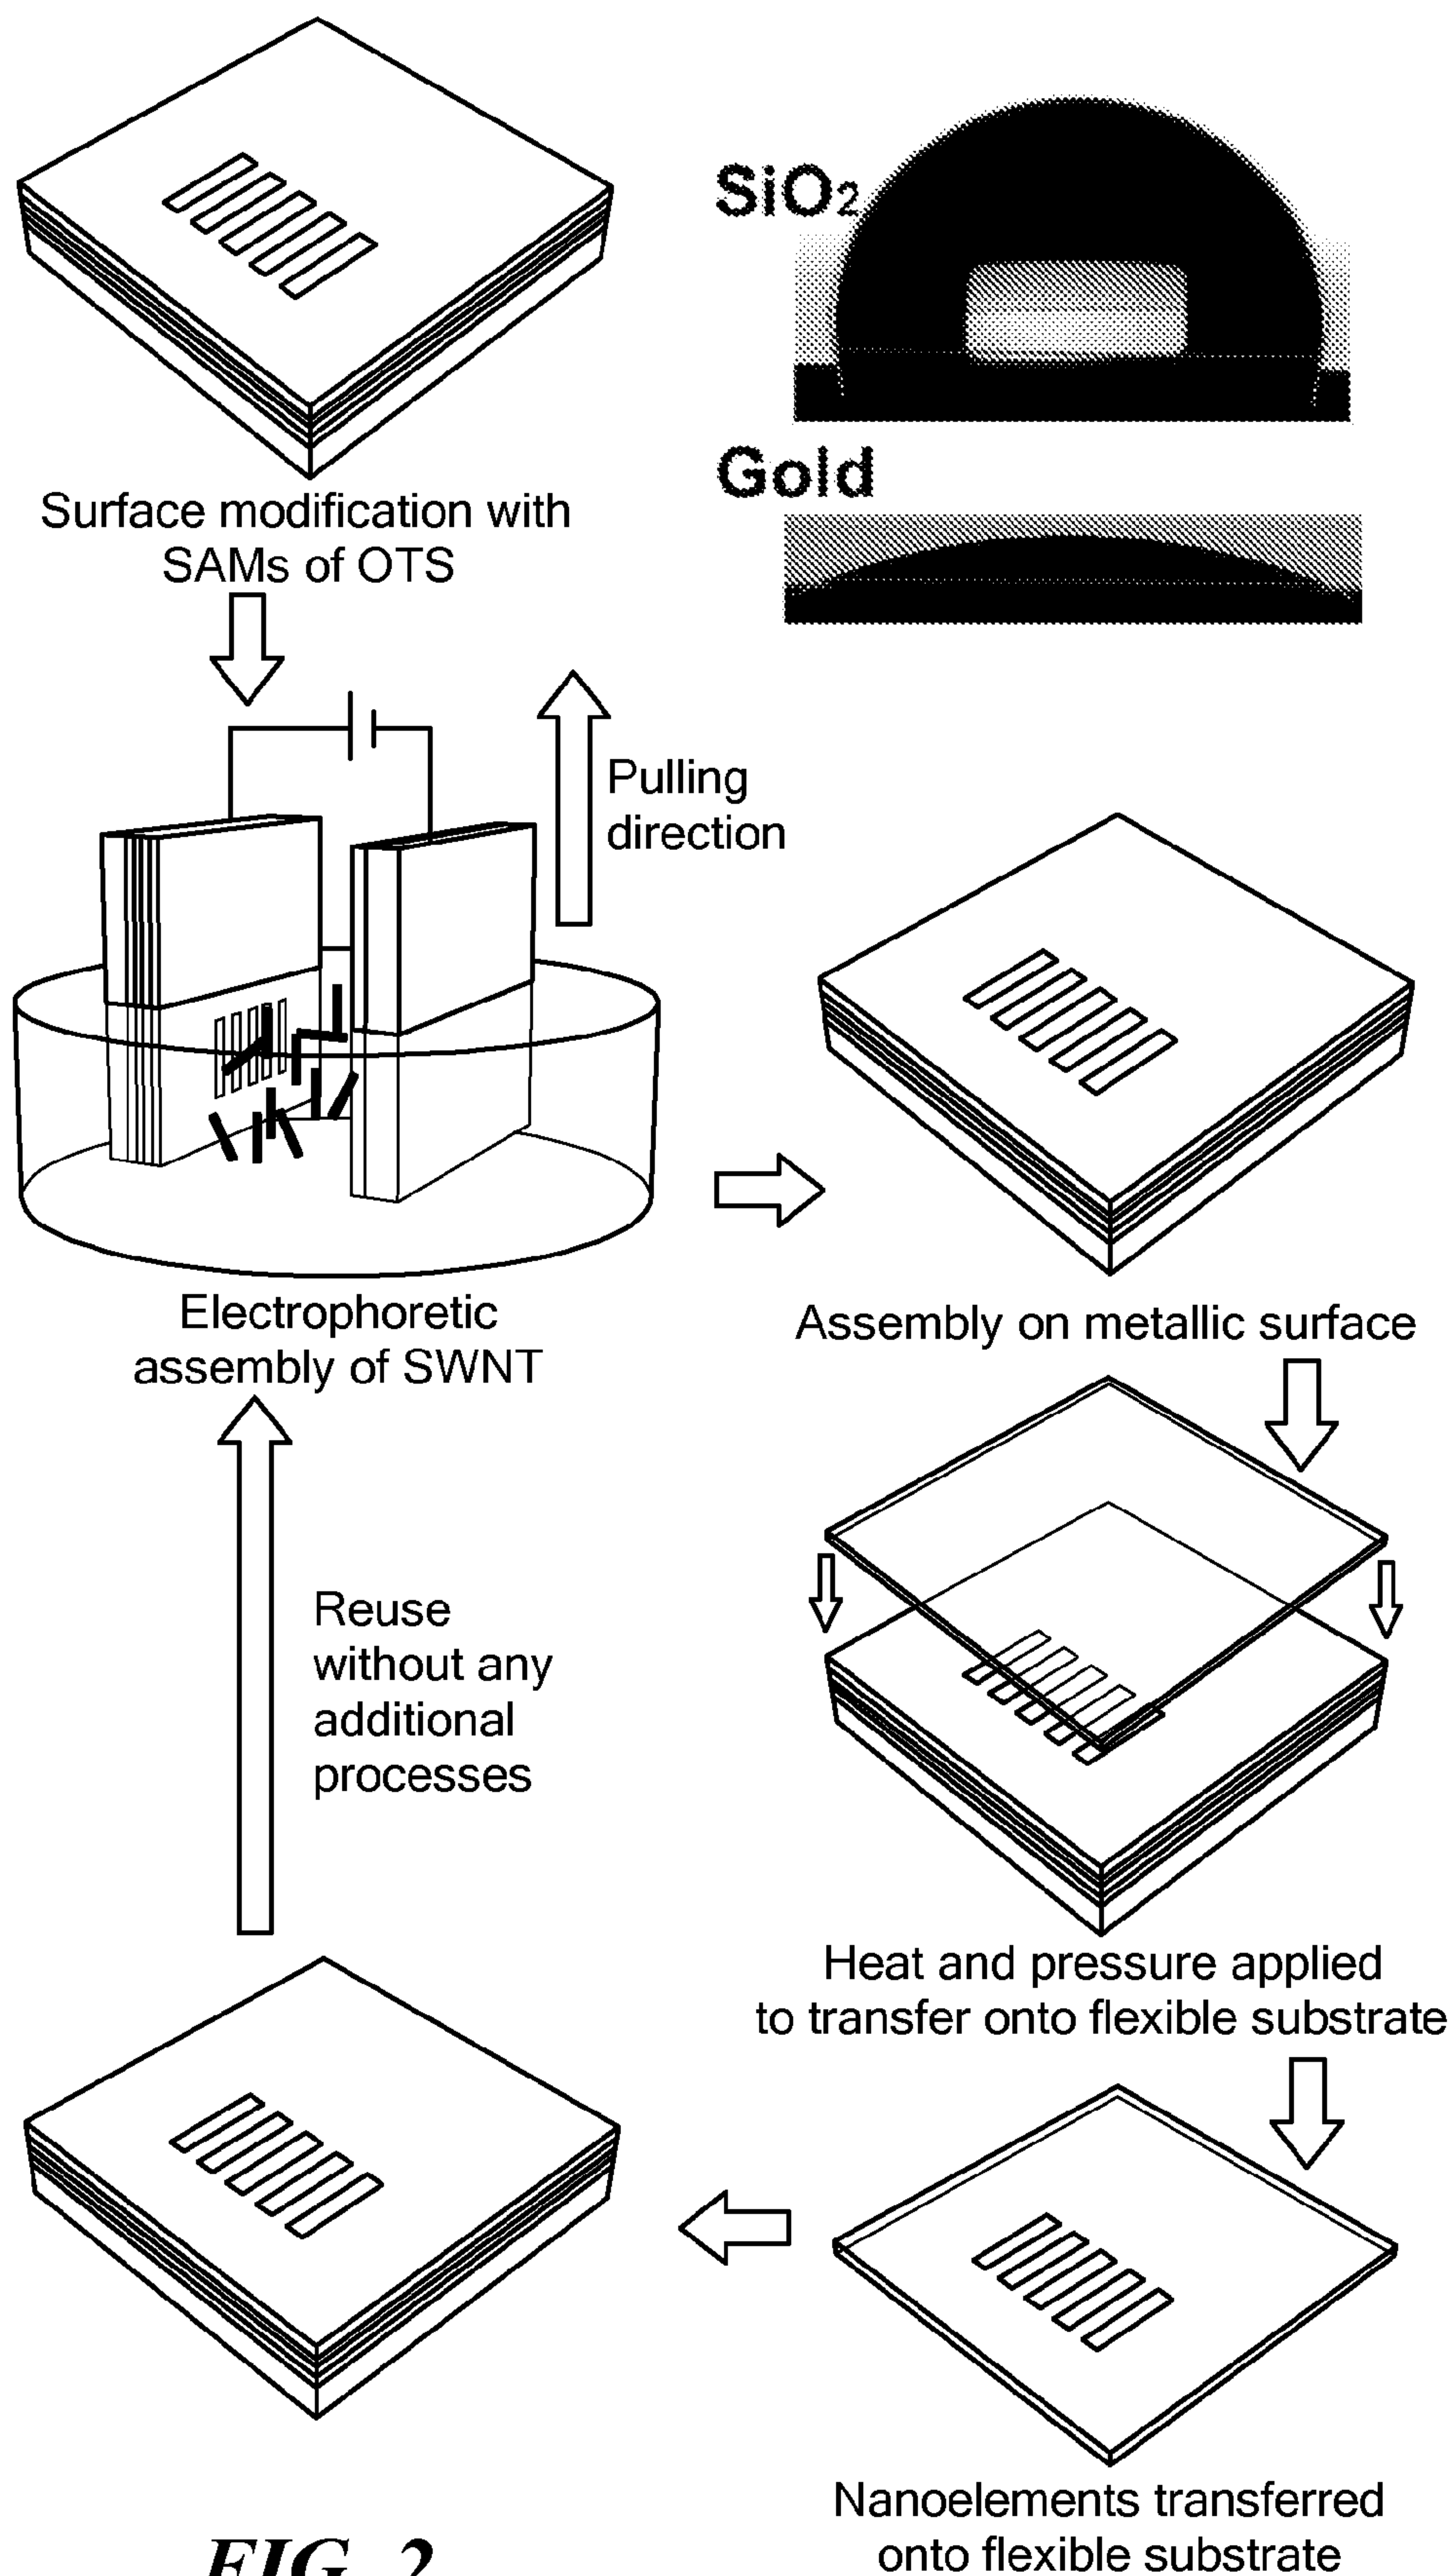 SiO2
Gold
Surface modification with
SAMs of OTS
Pulling
direction
Electrophoretic
assembly of SWNT
Assembly on metallic surface
Reuse
without any
additional
processes
Heat and pressure applied
to transfer onto flexible substrate
Nanoelements transferred
onto flexible substrate
FIG. 2